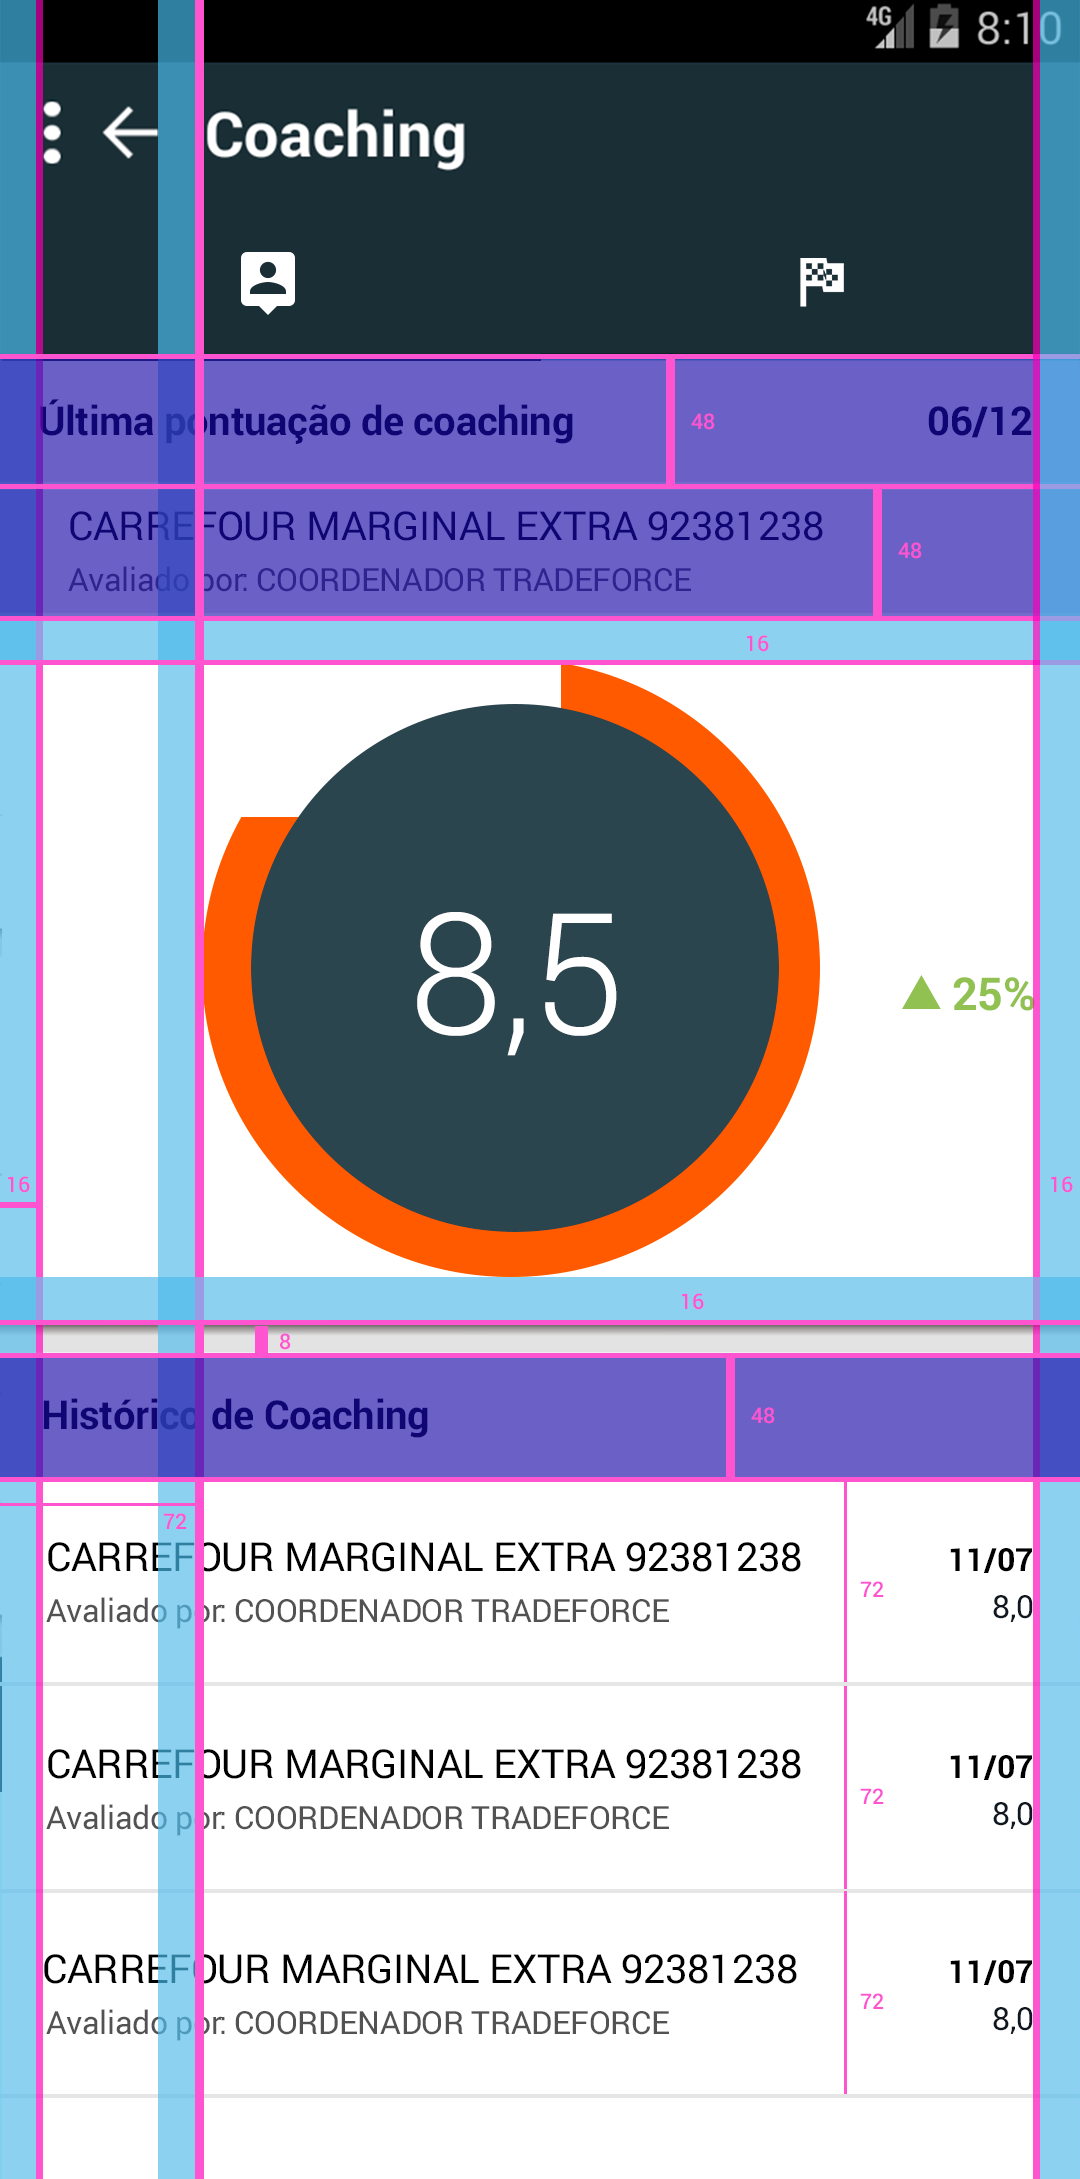 4G 8:10
Coaching
Última pontuação de coaching 48 06/12
CARREFOUR MARGINAL EXTRA 92381238
48
Avaliado por: COORDENADOR TRADEFORCE
16
8,5
25%
16 16
16
8
Histórico de Coaching 48
72
CARREFOUR MARGINAL EXTRA 92381238 11/07
72
Avaliado por: COORDENADOR TRADEFORCE 8,0
CARREFOUR MARGINAL EXTRA 92381238 11/07
72
Avaliado por: COORDENADOR TRADEFORCE 8,0
CARREFOUR MARGINAL EXTRA 92381238 11/07
72
Avaliado por: COORDENADOR TRADEFORCE 8,0